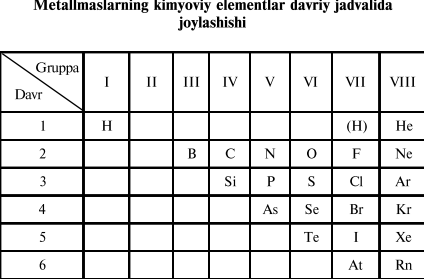 Metallmaslarning kimyoviy elementlar davriy jadvalida
joylashishi
Gruppa
Davr
I II III IV V VI VII VIII
1 H (H) He
2 B C N O F Ne
3 Si P S Cl Ar
4 As Se Br Kr
5 Te I Xe
6 At Rn